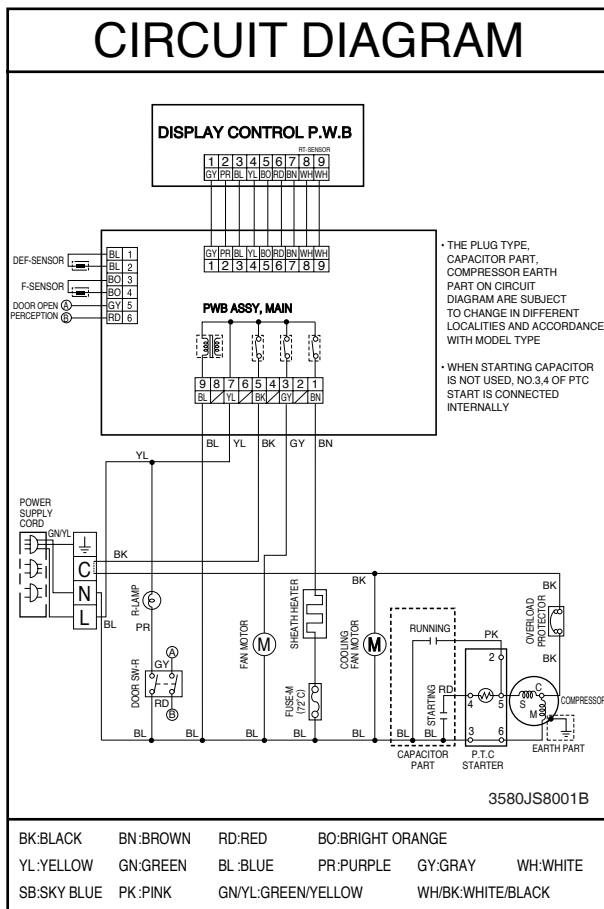 CIRCUIT DIAGRAM
DISPLAY CONTROL P.W.B
RT-SENSOR
1 2 3 4 5 6 7 8 9
GY PR BL YL BO RD BN WH WH
GY PR BL YL BO RD BN WH WH
1 2 3 4 5 6 7 8 9
DEF-SENSOR
F-SENSOR
DOOR OPEN A
PERCEPTION B
BL 1
BL 2
BO 3
BO 4
GY 5
RD 6
PWB ASSY, MAIN
9 8 7 6 5 4 3 2 1
BL YL BK GY BN
BL YL BK GY BN
• THE PLUG TYPE,
CAPACITOR PART,
COMPRESSOR EARTH
PART ON CIRCUIT
DIAGRAM ARE SUBJECT
TO CHANGE IN DIFFERENT
LOCALITIES AND ACCORDANCE
WITH MODEL TYPE
• WHEN STARTING CAPACITOR
IS NOT USED, NO.3,4 OF PTC
START IS CONNECTED
INTERNALLY
YL
POWER
SUPPLY
CORD
GN/YL
C
N
L
BK
BL
R-LAMP
PR
DOOR SW-R
A
GY
RD
B
FAN MOTOR
M
SHEATH HEATER
FUSE-M
(72°C)
COOLING
FAN MOTOR
M
BK
RUNNING
STARTING
RD
PK
2
4 5
3 6
CAPACITOR
PART
P.T.C
STARTER
BK
OVERLOAD
PROTECTOR
BK
C
S
M
COMPRESSOR
EARTH PART
BL BL BL BL BL BL BL
3580JS8001B
BK:BLACK BN:BROWN RD:RED BO:BRIGHT ORANGE
YL:YELLOW GN:GREEN BL:BLUE PR:PURPLE GY:GRAY WH:WHITE
SB:SKY BLUE PK:PINK GN/YL:GREEN/YELLOW WH/BK:WHITE/BLACK